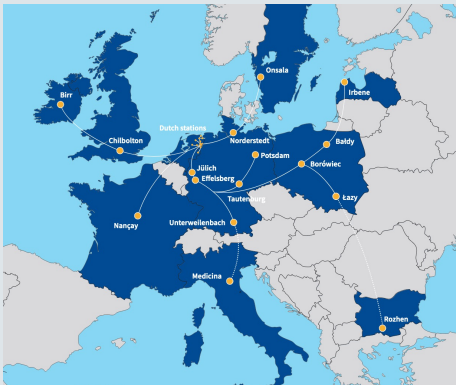 Onsala
Birr
Irbene
Dutch stations
Norderstedt
Chilbolton
Bałdy
Potsdam
Borówiec
Jülich
Effelsberg
Tautenburg
Łazy
Nançay
Unterweilenbach
Medicina
Rozhen